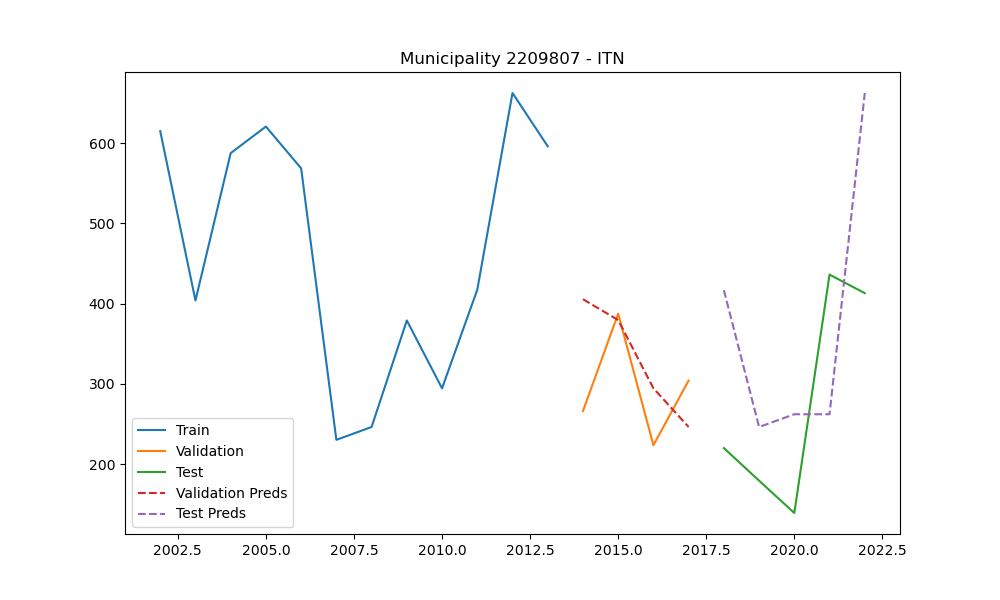 Municipality 2209807 - ITN
600
500
400
300
200
Train
Validation
Test
Validation Preds
Test Preds
2002.5 2005.0 2007.5 2010.0 2012.5 2015.0 2017.5 2020.0 2022.5